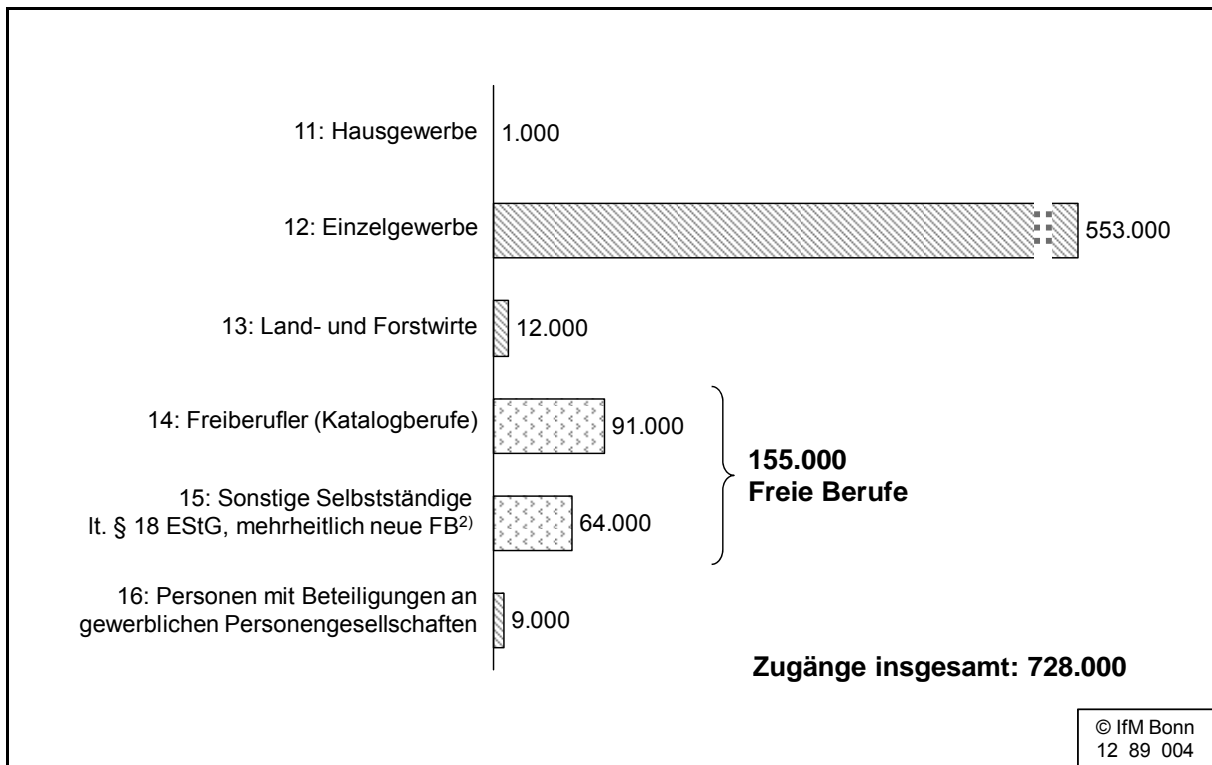 11: Hausgewerbe
1.000
12: Einzelgewerbe
553.000
13: Land- und Forstwirte
12.000
14: Freiberufler (Katalogberufe)
91.000
15: Sonstige Selbstständige
lt. § 18 EStG, mehrheitlich neue FB2)
64.000
155.000
Freie Berufe
16: Personen mit Beteiligungen an
gewerblichen Personengesellschaften
9.000
Zugänge insgesamt: 728.000
© IfM Bonn
12 89 004